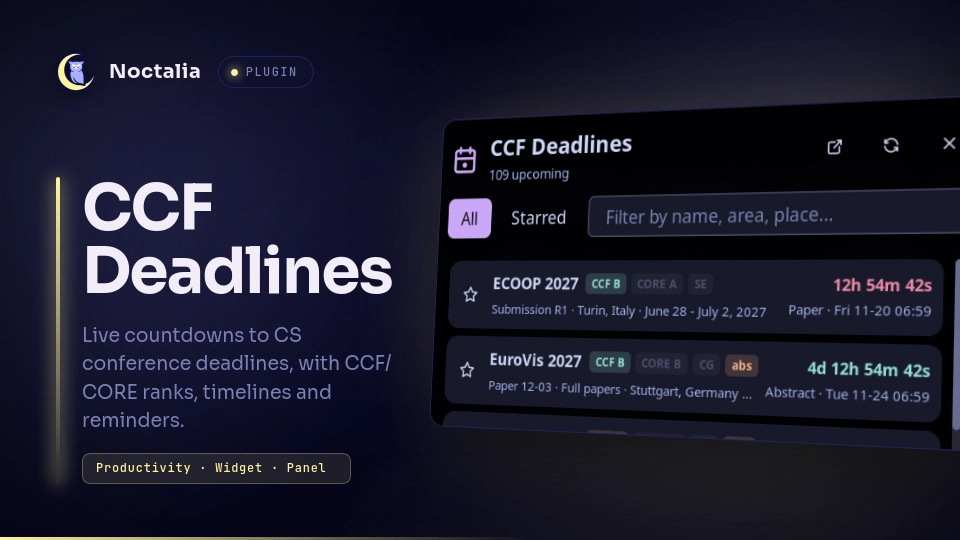 Noctalia
PLUGIN
CCF
Deadlines
Live countdowns to CS
conference deadlines, with CCF/
CORE ranks, timelines and
reminders.
Productivity · Widget · Panel
CCF Deadlines
109 upcoming
All
Starred
Filter by name, area, place...
ECOOP 2027 CCF B CORE A SE 12h 54m 42s
Submission R1 · Turin, Italy · June 28 - July 2, 2027 Paper · Fri 11-20 06:59
EuroVis 2027 CCF B CORE B CG abs 4d 12h 54m 42s
Paper 12-03 · Full papers · Stuttgart, Germany ... Abstract · Tue 11-24 06:59